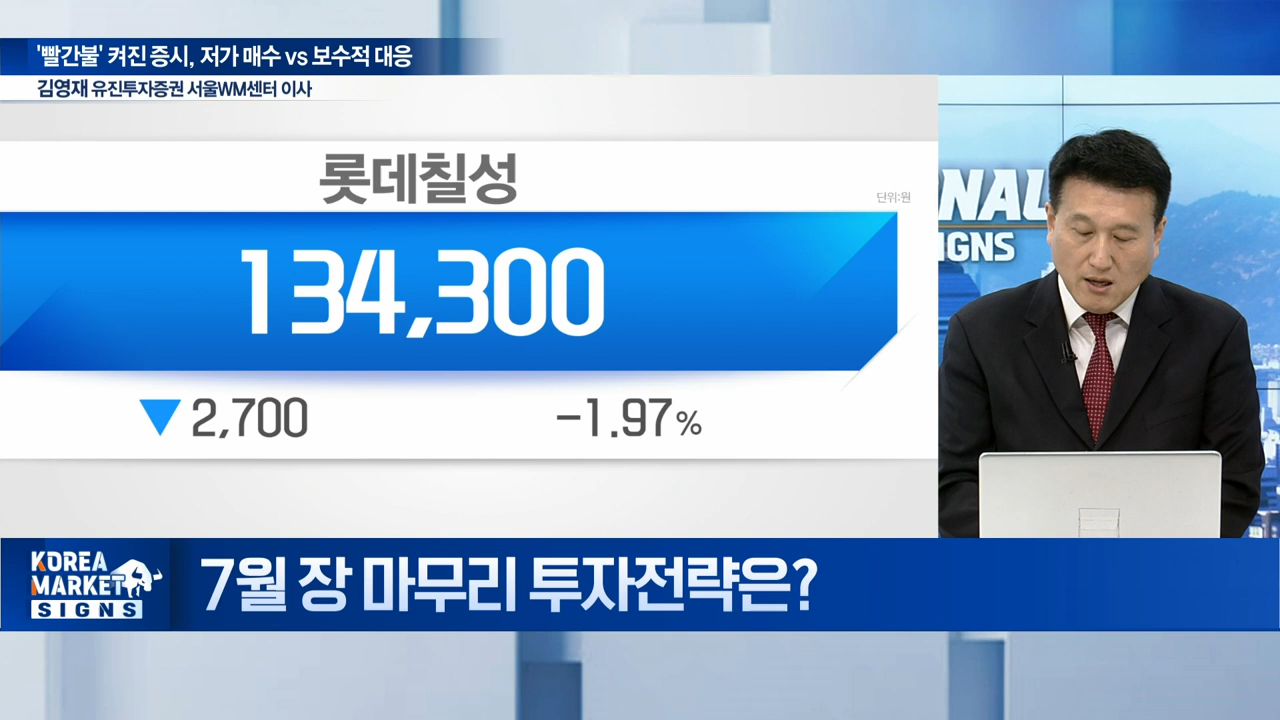 '빨간불' 켜진 증시, 저가 매수 vs 보수적 대응
김영재 유진투자증권 서울WM센터 이사
롯데칠성
단위:원
134,300
▼ 2,700 -1.97%
NAL
IGNS
KOREA
MARKET
SIGNS
7월 장 마무리 투자전략은?